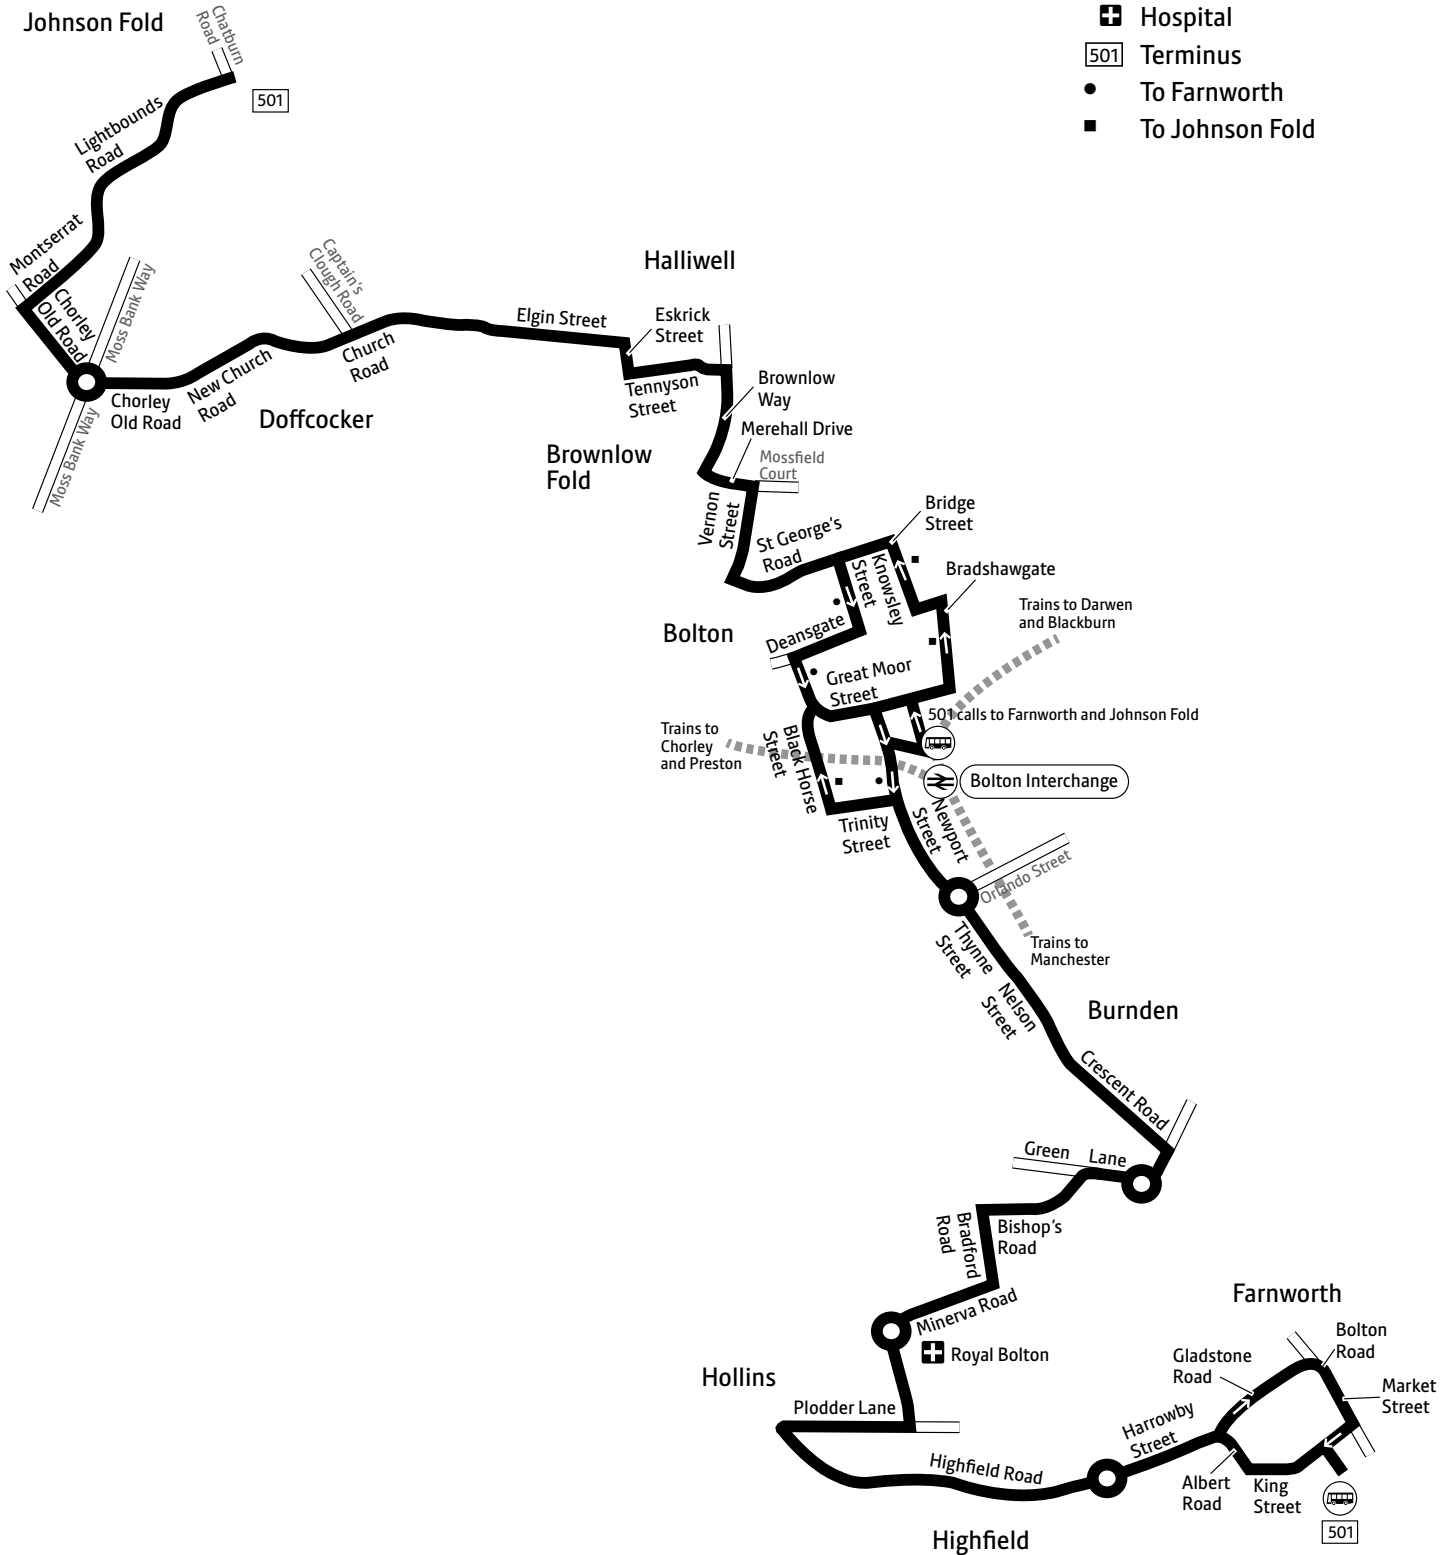 Johnson Fold
Chatburn
Road
Hospital
501
Terminus
To Farnworth
To Johnson Fold
501
Lightbounds
Road
Montserrat
Road
Chorley
Old Road
Moss Bank Way
Moss Bank Way
Chorley
Old Road
New Church
Road
Captain's
Clough Road
Church
Road
Doffcocker
Elgin Street
Halliwell
Eskrick
Street
Tennyson
Street
Brownlow
Way
Merehall Drive
Mossfield
Court
Brownlow
Fold
Vernon
Street
St George's
Road
Bridge
Street
Knowsley
Street
Bradshawgate
Trains to Darwen
and Blackburn
Bolton
Deansgate
Great Moor
Street
501 calls to Farnworth and Johnson Fold
Trains to
Chorley
and Preston
Black Horse
Street
Bolton Interchange
Trinity
Street
Newport
Street
Orlando Street
Thynne
Street
Trains to
Manchester
Nelson
Street
Burnden
Crescent Road
Green Lane
Bishop's
Road
Bradford
Road
Minerva Road
Royal Bolton
Hollins
Plodder Lane
Highfield Road
Highfield
Harrowby
Street
Farnworth
Gladstone
Road
Bolton
Road
Market
Street
Albert
Road
King
Street
501